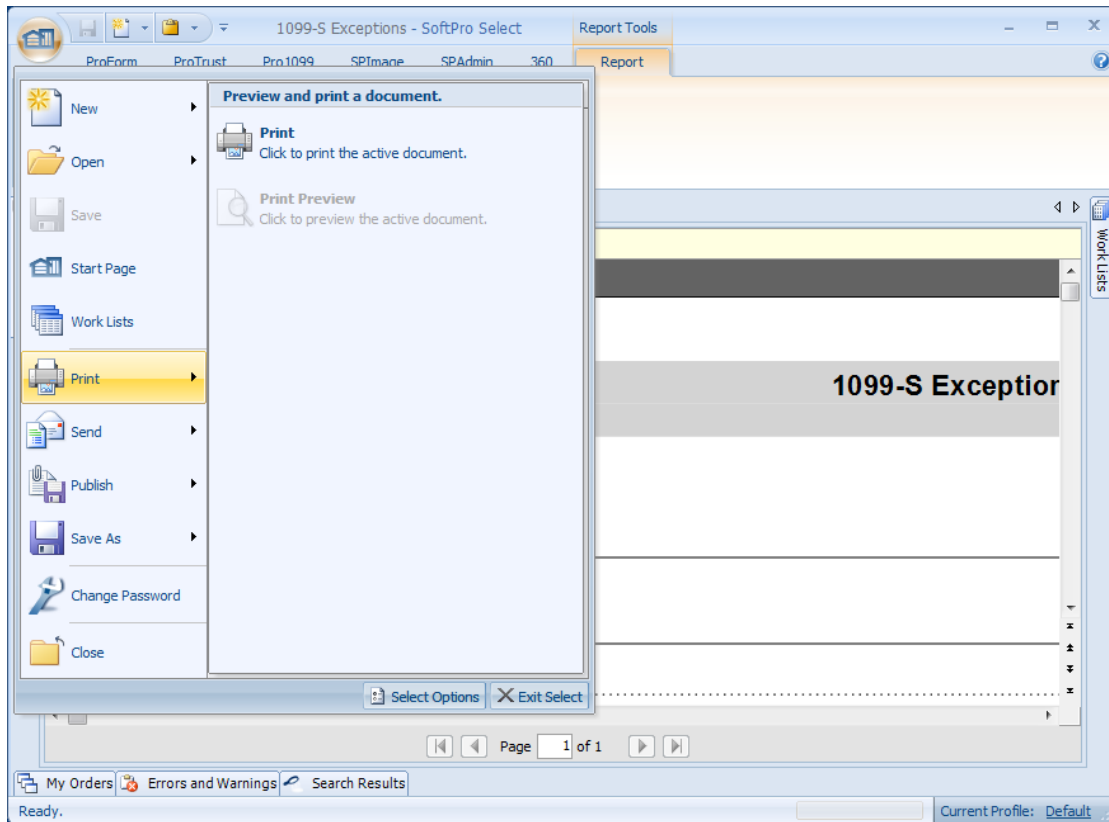 1099-S Exceptions - SoftPro Select
Report Tools
ProForm ProTrust Pro1099 SPImage SPAdmin 360 Report
New
Open
Save
Start Page
Work Lists
Print
Send
Publish
Save As
Change Password
Close
Preview and print a document.
Print
Click to print the active document.
Print Preview
Click to preview the active document.
Select Options
Exit Select
Work Lists
1099-S Exception
Page 1 of 1
My Orders
Errors and Warnings
Search Results
Ready.
Current Profile: Default